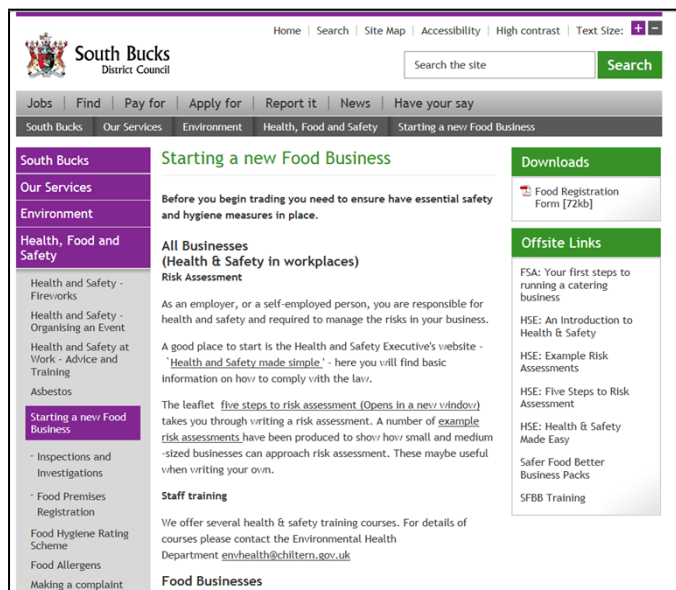 Home | Search | Site Map | Accessibility | High contrast | Text Size: + -
South Bucks
District Council
Search the site
Search
Jobs | Find | Pay for | Apply for | Report it | News | Have your say
South Bucks Our Services Environment Health, Food and Safety Starting a new Food Business
South Bucks
Our Services
Environment
Health, Food and
Safety
Health and Safety -
Fireworks
Health and Safety -
Organising an Event
Health and Safety at
Work - Advice and
Training
Asbestos
Starting a new Food
Business
- Inspections and
Investigations
- Food Premises
Registration
Food Hygiene Rating
Scheme
Food Allergens
Making a complaint
Starting a new Food Business
Before you begin trading you need to ensure have essential safety
and hygiene measures in place.
All Businesses
(Health & Safety in workplaces)
Risk Assessment
As an employer, or a self-employed person, you are responsible for
health and safety and required to manage the risks in your business.
A good place to start is the Health and Safety Executive's website -
`Health and Safety made simple ' - here you will find basic
information on how to comply with the law.
The leaflet five steps to risk assessment (Opens in a new window)
takes you through writing a risk assessment. A number of example
risk assessments have been produced to show how small and medium
-sized businesses can approach risk assessment. These maybe useful
when writing your own.
Staff training
We offer several health & safety training courses. For details of
courses please contact the Environmental Health
Department envhealth@chiltern.gov.uk
Food Businesses
Downloads
Food Registration
Form [72kb]
Offsite Links
FSA: Your first steps to
running a catering
business
HSE: An Introduction to
Health & Safety
HSE: Example Risk
Assessments
HSE: Five Steps to Risk
Assessment
HSE: Health & Safety
Made Easy
Safer Food Better
Business Packs
SFBB Training